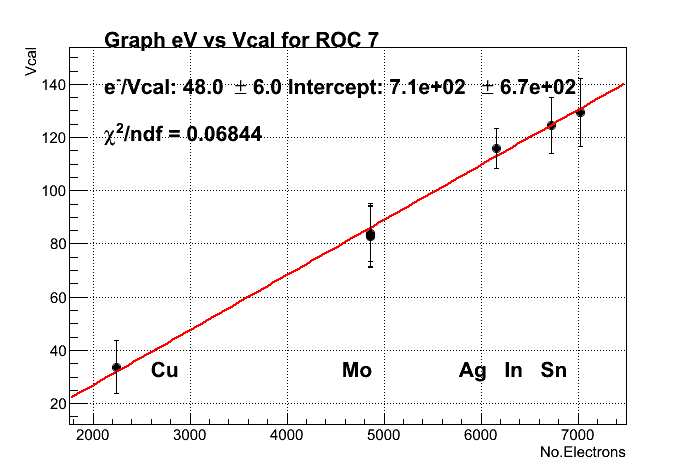 Graph eV vs Vcal for ROC 7
Vcal
e-/Vcal: 48.0 ± 6.0 Intercept: 7.1e+02 ± 6.7e+02
χ²/ndf = 0.06844
140
120
100
80
60
40
20
Cu Mo Ag In Sn
2000 3000 4000 5000 6000 7000
No.Electrons